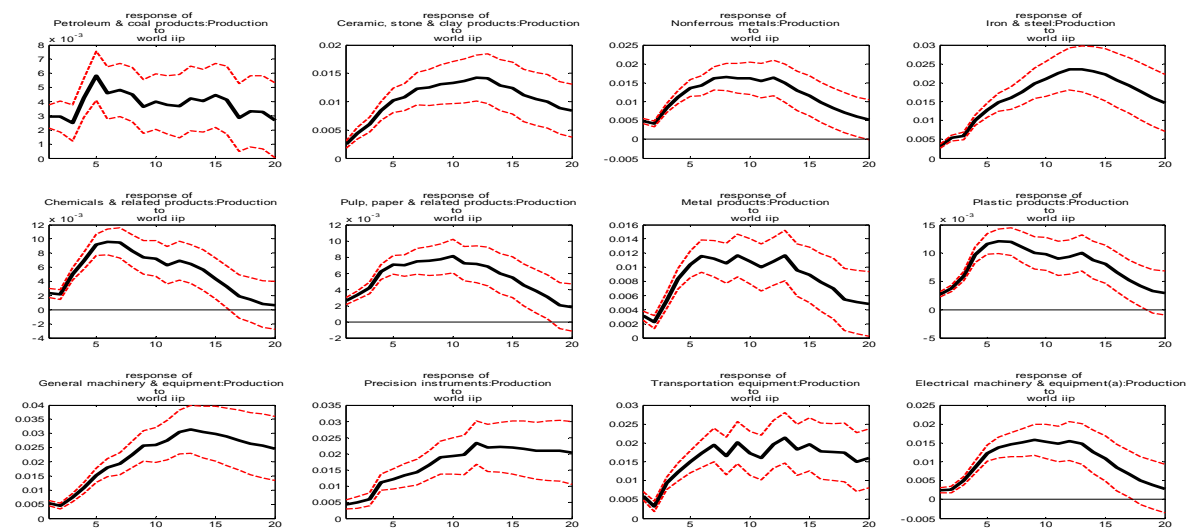 response of
Petroleum & coal products:Production
to
world iip
x 10⁻³
8
7
6
5
4
3
2
1
0
5
10
15
20
response of
Ceramic, stone & clay products:Production
to
world iip
0.02
0.015
0.01
0.005
0
5
10
15
20
response of
Nonferrous metals:Production
to
world iip
0.025
0.02
0.015
0.01
0.005
0
-0.005
5
10
15
20
response of
Iron & steel:Production
to
world iip
0.03
0.025
0.02
0.015
0.01
0.005
0
5
10
15
20
response of
Chemicals & related products:Production
to
world iip
x 10⁻³
12
10
8
6
4
2
0
-2
-4
5
10
15
20
response of
Pulp, paper & related products:Production
to
world iip
x 10⁻³
12
10
8
6
4
2
0
-2
5
10
15
20
response of
Metal products:Production
to
world iip
0.016
0.014
0.012
0.01
0.008
0.006
0.004
0.002
0
5
10
15
20
response of
Plastic products:Production
to
world iip
x 10⁻³
15
10
5
0
-5
5
10
15
20
response of
General machinery & equipment:Production
to
world iip
0.04
0.035
0.03
0.025
0.02
0.015
0.01
0.005
0
5
10
15
20
response of
Precision instruments:Production
to
world iip
0.035
0.03
0.025
0.02
0.015
0.01
0.005
0
5
10
15
20
response of
Transportation equipment:Production
to
world iip
0.03
0.025
0.02
0.015
0.01
0.005
0
5
10
15
20
response of
Electrical machinery & equipment(a):Production
to
world iip
0.025
0.02
0.015
0.01
0.005
0
-0.005
5
10
15
20